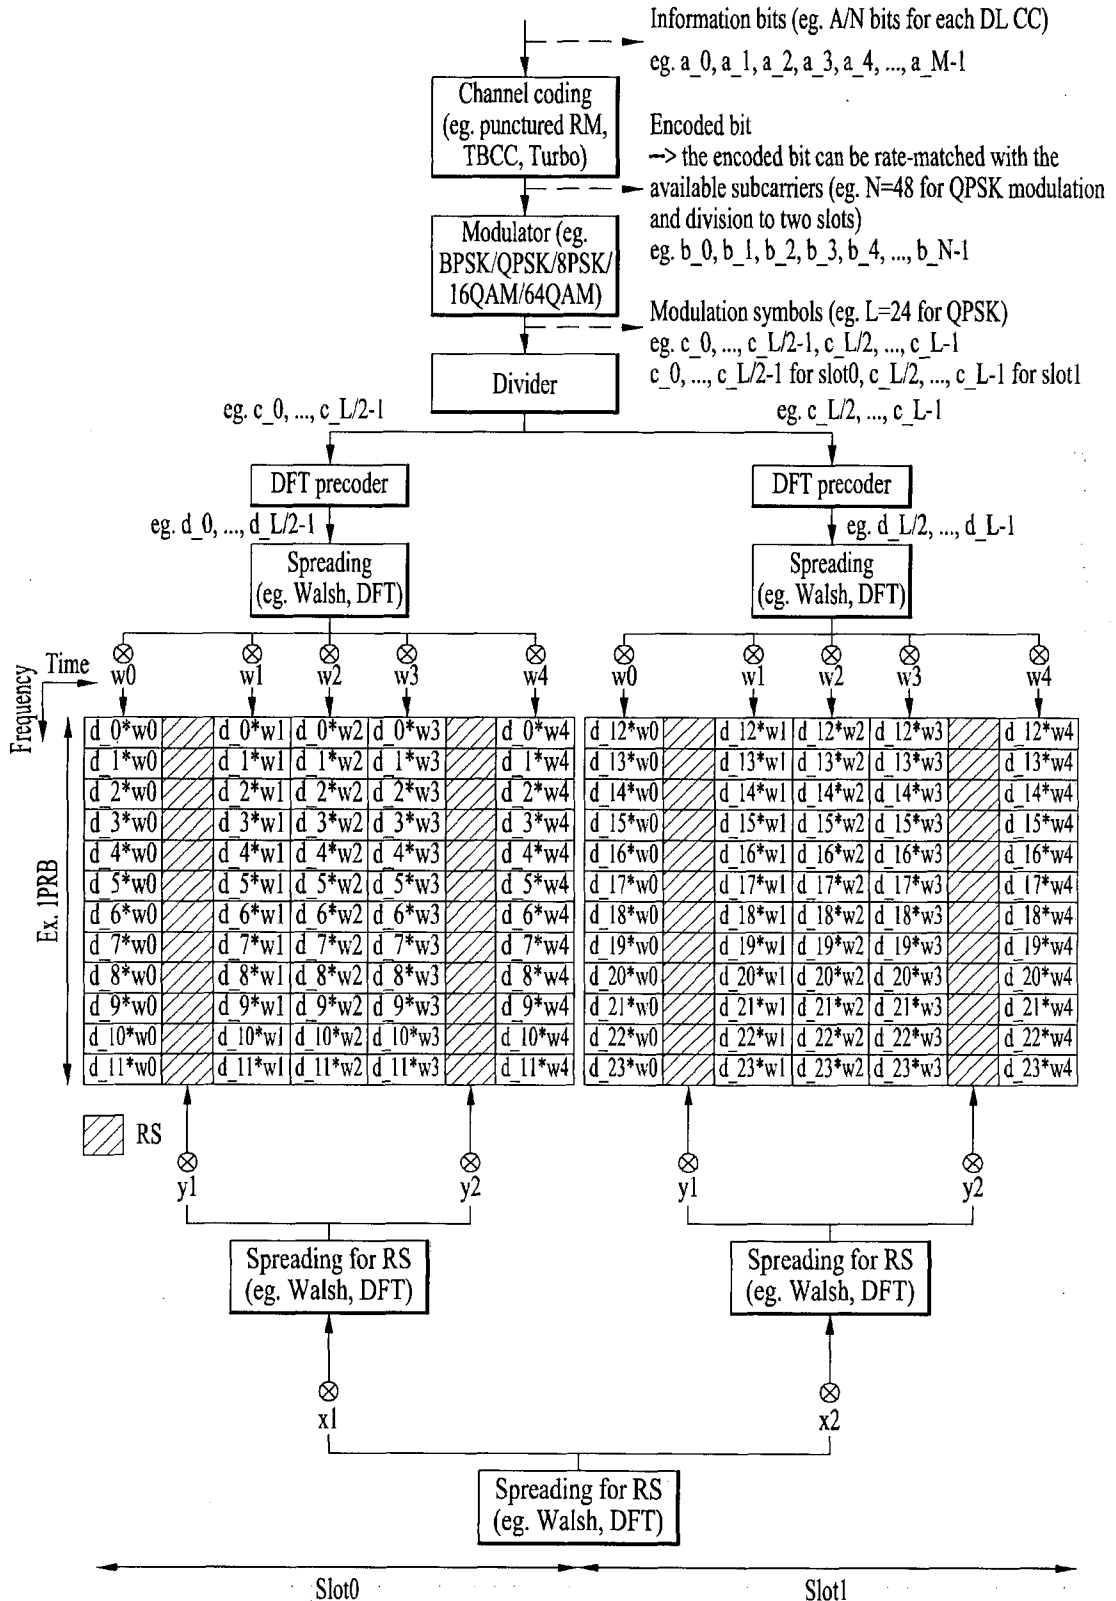 Information bits (eg. A/N bits for each DL CC)
eg. a_0, a_1, a_2, a_3, a_4, ..., a_M-1
Channel coding
(eg. punctured RM,
TBCC, Turbo)
Encoded bit
--> the encoded bit can be rate-matched with the
available subcarriers (eg. N=48 for QPSK modulation
and division to two slots)
eg. b_0, b_1, b_2, b_3, b_4, ..., b_N-1
Modulator (eg.
BPSK/QPSK/8PSK/
16QAM/64QAM)
Modulation symbols (eg. L=24 for QPSK)
eg. c_0, ..., c_L/2-1, c_L/2, ..., c_L-1
c_0, ..., c_L/2-1 for slot0, c_L/2, ..., c_L-1 for slot1
Divider
eg. c_0, ..., c_L/2-1
eg. c_L/2, ..., c_L-1
DFT precoder
DFT precoder
eg. d_0, ..., d_L/2-1
eg. d_L/2, ..., d_L-1
Spreading
(eg. Walsh, DFT)
Spreading
(eg. Walsh, DFT)
Frequency
Time
w0 w1 w2 w3 w4 w0 w1 w2 w3 w4
Ex. 1PRB
d_0*w0 d_0*w1 d_0*w2 d_0*w3 d_0*w4 d_12*w0 d_12*w1 d_12*w2 d_12*w3 d_12*w4
d_1*w0 d_1*w1 d_1*w2 d_1*w3 d_1*w4 d_13*w0 d_13*w1 d_13*w2 d_13*w3 d_13*w4
d_2*w0 d_2*w1 d_2*w2 d_2*w3 d_2*w4 d_14*w0 d_14*w1 d_14*w2 d_14*w3 d_14*w4
d_3*w0 d_3*w1 d_3*w2 d_3*w3 d_3*w4 d_15*w0 d_15*w1 d_15*w2 d_15*w3 d_15*w4
d_4*w0 d_4*w1 d_4*w2 d_4*w3 d_4*w4 d_16*w0 d_16*w1 d_16*w2 d_16*w3 d_16*w4
d_5*w0 d_5*w1 d_5*w2 d_5*w3 d_5*w4 d_17*w0 d_17*w1 d_17*w2 d_17*w3 d_17*w4
d_6*w0 d_6*w1 d_6*w2 d_6*w3 d_6*w4 d_18*w0 d_18*w1 d_18*w2 d_18*w3 d_18*w4
d_7*w0 d_7*w1 d_7*w2 d_7*w3 d_7*w4 d_19*w0 d_19*w1 d_19*w2 d_19*w3 d_19*w4
d_8*w0 d_8*w1 d_8*w2 d_8*w3 d_8*w4 d_20*w0 d_20*w1 d_20*w2 d_20*w3 d_20*w4
d_9*w0 d_9*w1 d_9*w2 d_9*w3 d_9*w4 d_21*w0 d_21*w1 d_21*w2 d_21*w3 d_21*w4
d_10*w0 d_10*w1 d_10*w2 d_10*w3 d_10*w4 d_22*w0 d_22*w1 d_22*w2 d_22*w3 d_22*w4
d_11*w0 d_11*w1 d_11*w2 d_11*w3 d_11*w4 d_23*w0 d_23*w1 d_23*w2 d_23*w3 d_23*w4
RS
y1 y2 y1 y2
Spreading for RS
(eg. Walsh, DFT)
Spreading for RS
(eg. Walsh, DFT)
x1 x2
Spreading for RS
(eg. Walsh, DFT)
Slot0 Slot1